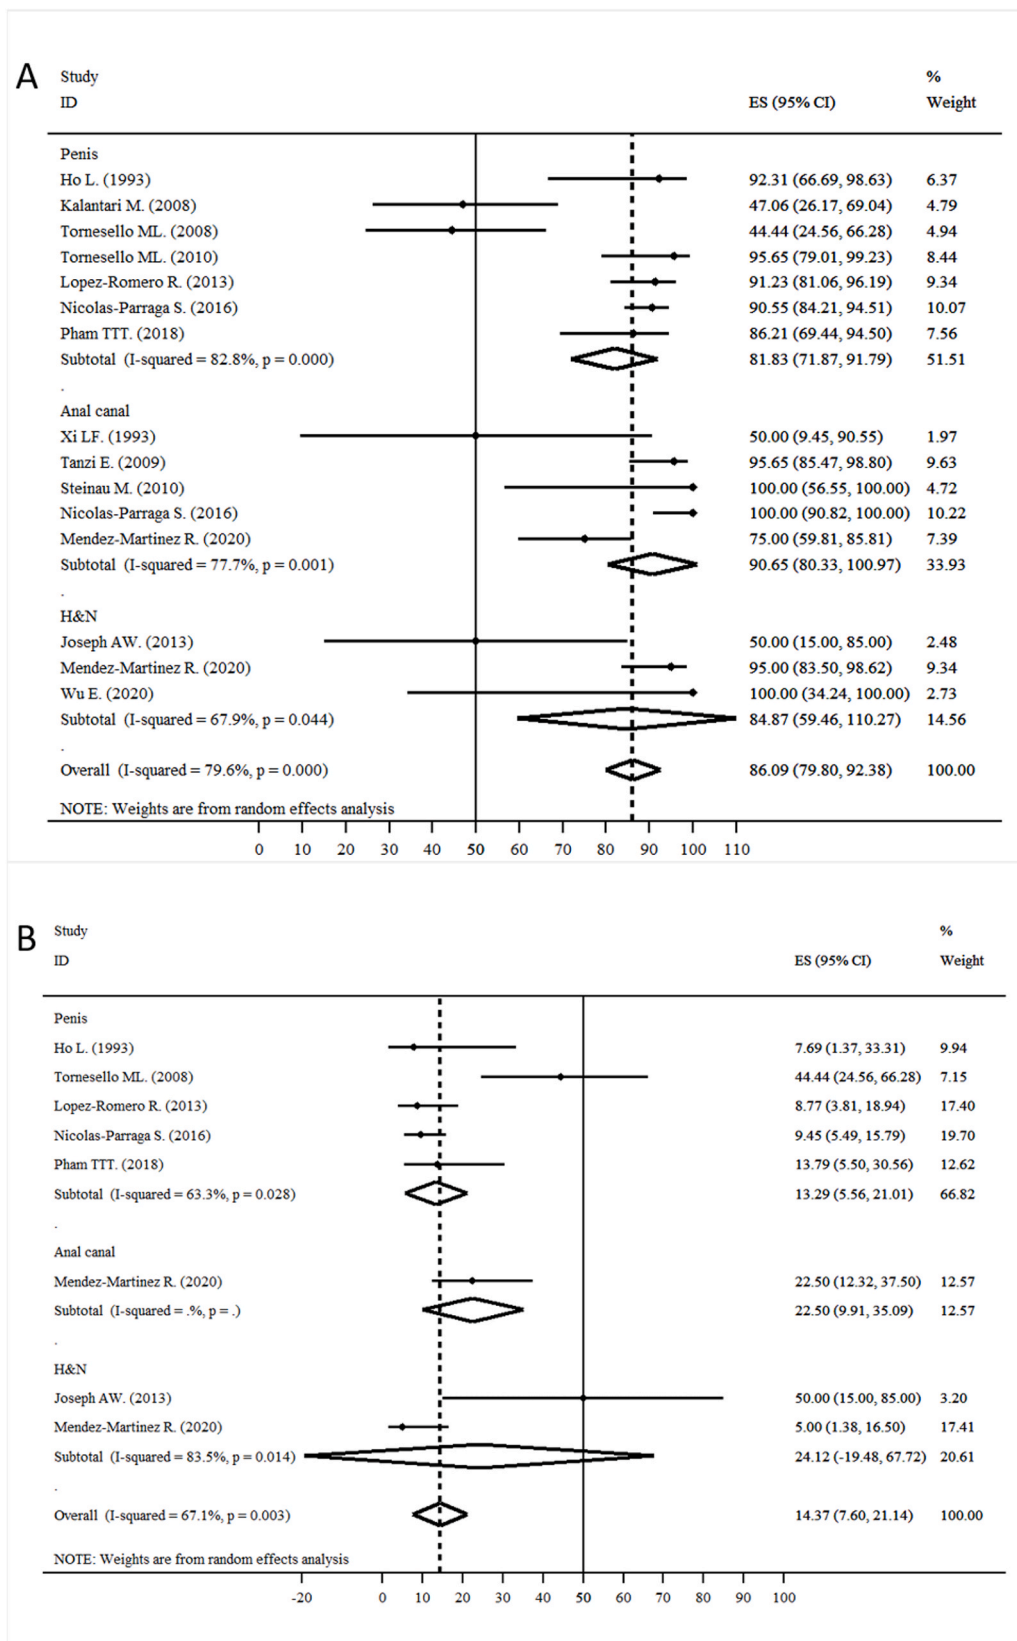 A
Study %
ID ES (95% CI) Weight
Penis
Ho L. (1993) 92.31 (66.69, 98.63) 6.37
Kalantari M. (2008) 47.06 (26.17, 69.04) 4.79
Tornesello ML. (2008) 44.44 (24.56, 66.28) 4.94
Tornesello ML. (2010) 95.65 (79.01, 99.23) 8.44
Lopez-Romero R. (2013) 91.23 (81.06, 96.19) 9.34
Nicolas-Parraga S. (2016) 90.55 (84.21, 94.51) 10.07
Pham TTT. (2018) 86.21 (69.44, 94.50) 7.56
Subtotal (I-squared = 82.8%, p = 0.000) 81.83 (71.87, 91.79) 51.51
.
Anal canal
Xi LF. (1993) 50.00 (9.45, 90.55) 1.97
Tanzi E. (2009) 95.65 (85.47, 98.80) 9.63
Steinau M. (2010) 100.00 (56.55, 100.00) 4.72
Nicolas-Parraga S. (2016) 100.00 (90.82, 100.00) 10.22
Mendez-Martinez R. (2020) 75.00 (59.81, 85.81) 7.39
Subtotal (I-squared = 77.7%, p = 0.001) 90.65 (80.33, 100.97) 33.93
.
H&N
Joseph AW. (2013) 50.00 (15.00, 85.00) 2.48
Mendez-Martinez R. (2020) 95.00 (83.50, 98.62) 9.34
Wu E. (2020) 100.00 (34.24, 100.00) 2.73
Subtotal (I-squared = 67.9%, p = 0.044) 84.87 (59.46, 110.27) 14.56
.
Overall (I-squared = 79.6%, p = 0.000) 86.09 (79.80, 92.38) 100.00
NOTE: Weights are from random effects analysis
0 10 20 30 40 50 60 70 80 90 100 110
B
Study %
ID ES (95% CI) Weight
Penis
Ho L. (1993) 7.69 (1.37, 33.31) 9.94
Tornesello ML. (2008) 44.44 (24.56, 66.28) 7.15
Lopez-Romero R. (2013) 8.77 (3.81, 18.94) 17.40
Nicolas-Parraga S. (2016) 9.45 (5.49, 15.79) 19.70
Pham TTT. (2018) 13.79 (5.50, 30.56) 12.62
Subtotal (I-squared = 63.3%, p = 0.028) 13.29 (5.56, 21.01) 66.82
.
Anal canal
Mendez-Martinez R. (2020) 22.50 (12.32, 37.50) 12.57
Subtotal (I-squared = .%, p = .) 22.50 (9.91, 35.09) 12.57
.
H&N
Joseph AW. (2013) 50.00 (15.00, 85.00) 3.20
Mendez-Martinez R. (2020) 5.00 (1.38, 16.50) 17.41
Subtotal (I-squared = 83.5%, p = 0.014) 24.12 (-19.48, 67.72) 20.61
.
Overall (I-squared = 67.1%, p = 0.003) 14.37 (7.60, 21.14) 100.00
NOTE: Weights are from random effects analysis
-20 0 10 20 30 40 50 60 70 80 90 100